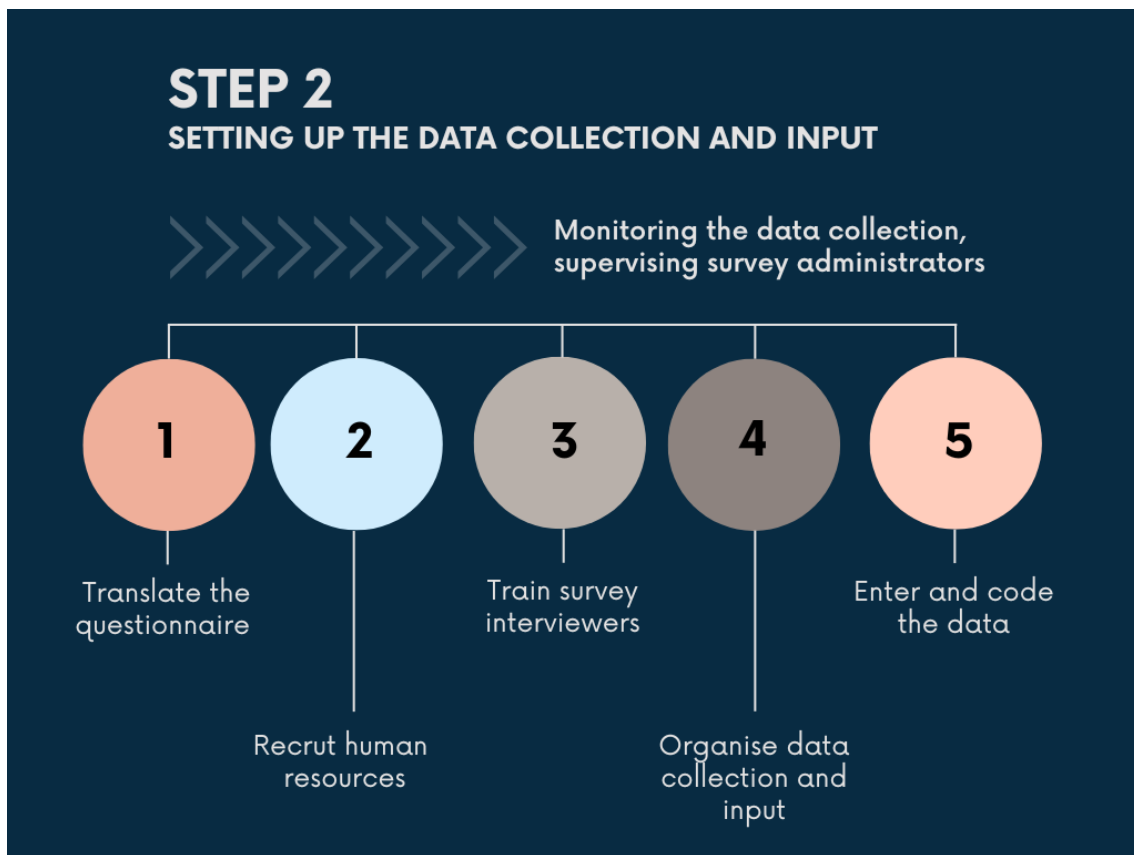 STEP 2
SETTING UP THE DATA COLLECTION AND INPUT
Monitoring the data collection,
supervising survey administrators
1
2
3
4
5
Translate the
questionnaire
Recrut human
resources
Train survey
interviewers
Organise data
collection and
input
Enter and code
the data